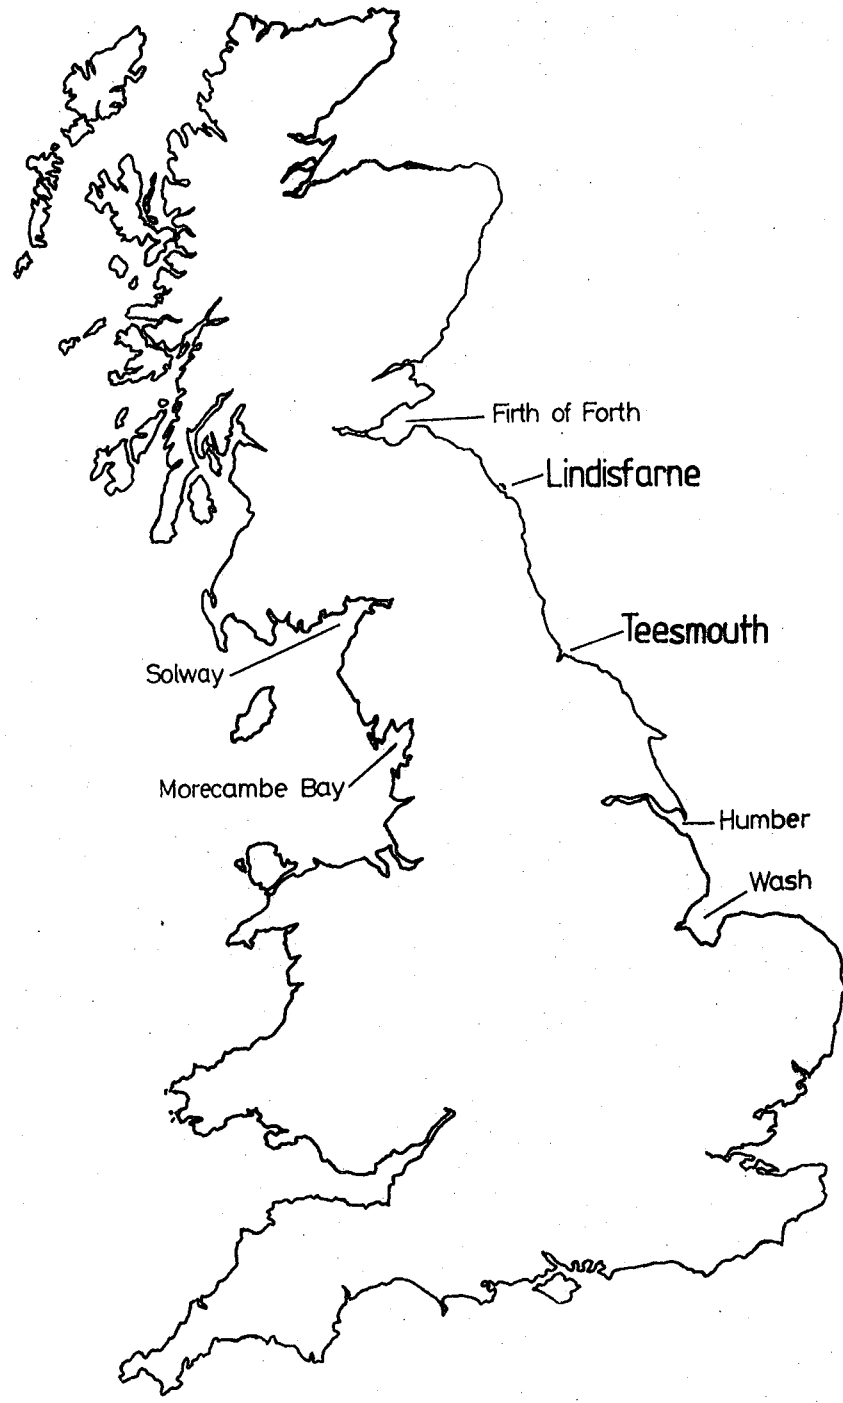 Firth of Forth
Lindisfarne
Teesmouth
Solway
Morecambe Bay
Humber
Wash